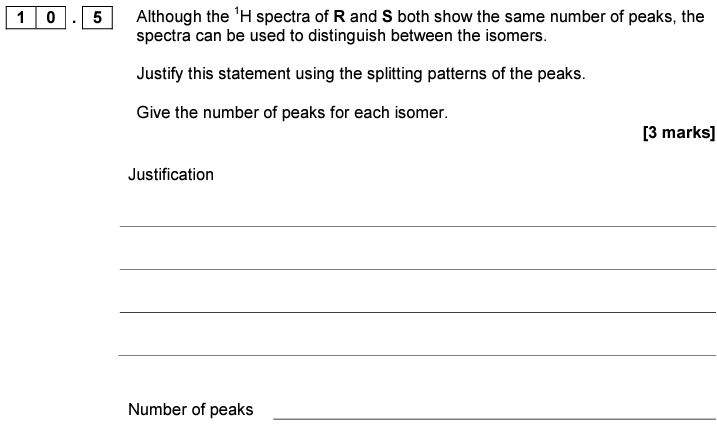 10.5 Although the ¹H spectra of R and S both show the same number of peaks, the
spectra can be used to distinguish between the isomers.
Justify this statement using the splitting patterns of the peaks.
Give the number of peaks for each isomer.
[3 marks]
Justification
Number of peaks